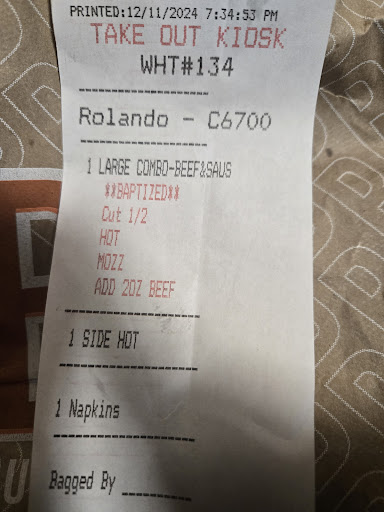 PRINTED:12/11/2024 7:34:53 PM
TAKE OUT KIOSK
WHT#134
Rolando - C6700
1 LARGE COMBO-BEEF&SAUS
**BAPTIZED**
Cut 1/2
HOT
MOZZ
ADD 2OZ BEEF
1 SIDE HOT
1 Napkins
Bagged By